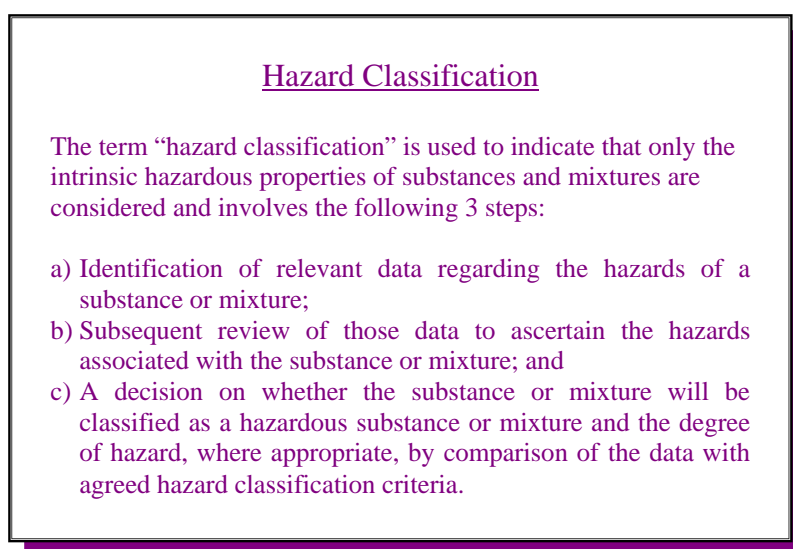 Hazard Classification
The term “hazard classification” is used to indicate that only the
intrinsic hazardous properties of substances and mixtures are
considered and involves the following 3 steps:
a) Identification of relevant data regarding the hazards of a
substance or mixture;
b) Subsequent review of those data to ascertain the hazards
associated with the substance or mixture; and
c) A decision on whether the substance or mixture will be
classified as a hazardous substance or mixture and the degree
of hazard, where appropriate, by comparison of the data with
agreed hazard classification criteria.